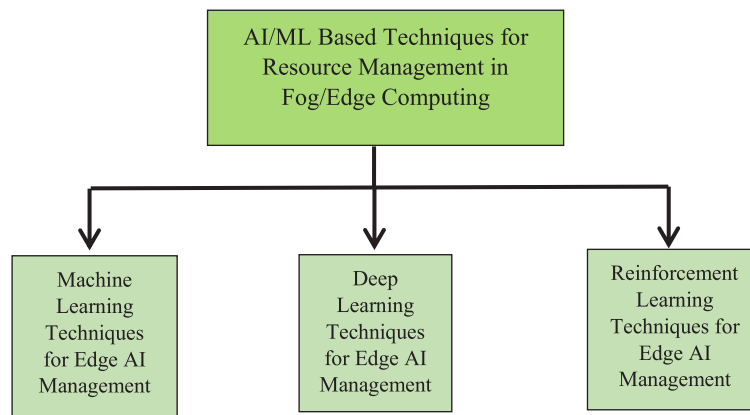 AI/ML Based Techniques for
Resource Management in
Fog/Edge Computing
Machine
Learning
Techniques
for Edge AI
Management
Deep
Learning
Techniques
for Edge AI
Management
Reinforcement
Learning
Techniques for
Edge AI
Management